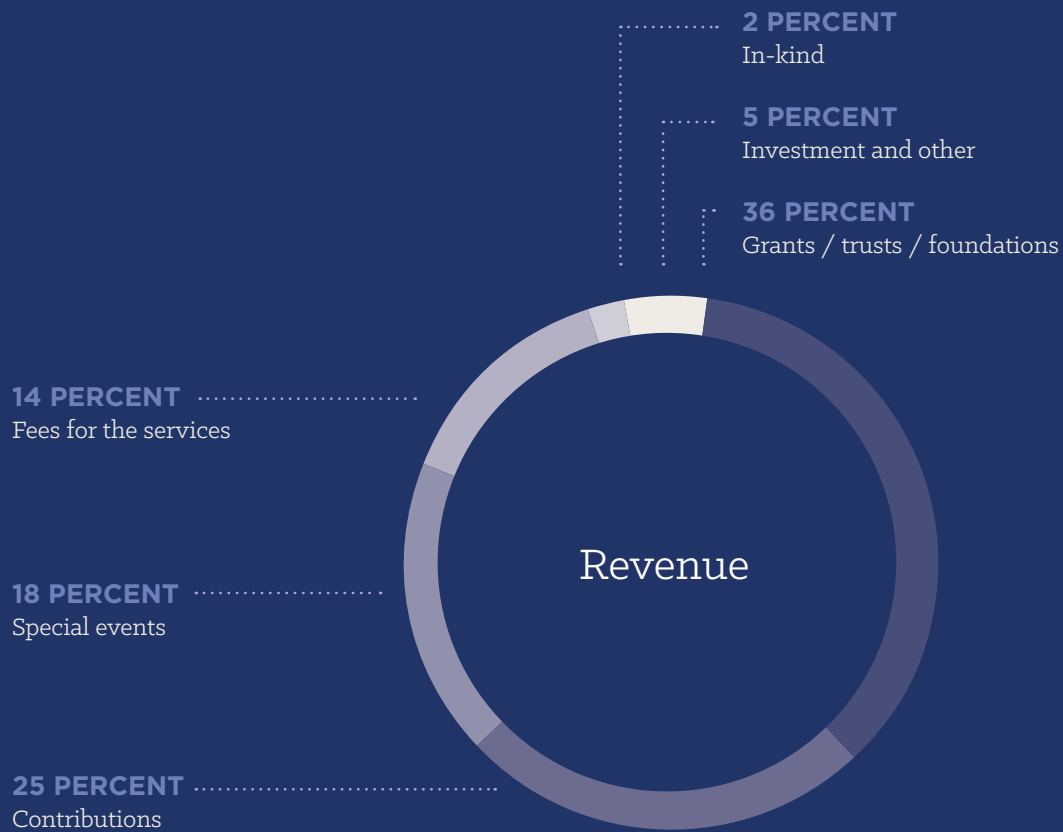 2 PERCENT
In-kind
5 PERCENT
Investment and other
36 PERCENT
Grants / trusts / foundations
14 PERCENT
Fees for the services
Revenue
18 PERCENT
Special events
25 PERCENT
Contributions